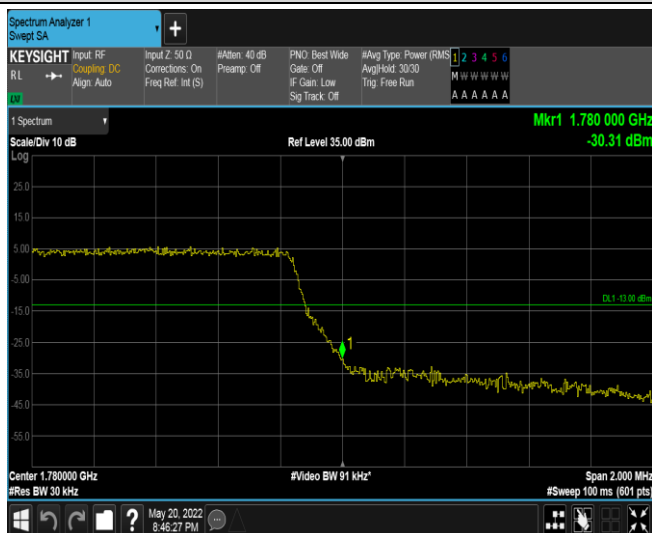 Spectrum Analyzer 1
Swept SA
+
KEYSIGHT Input: RF Input Z: 50 Ω #Atten: 40 dB PNO: Best Wide #Avg Type: Power (RMS 1 2 3 4 5 6
RL Coupling: DC Corrections: On Preamp: Off Gate: Off Avg|Hold: 30/30 M W W W W W
Align: Auto Freq Ref: Int (S) IF Gain: Low Trig: Free Run
Sig Track: Off A A A A A A
1 Spectrum Mkr1 1.780 000 GHz
Scale/Div 10 dB Ref Level 35.00 dBm -30.31 dBm
Log
25.0
15.0
5.00
-5.00
DL1 -13.00 dBm
-15.0
-25.0
1
-35.0
-45.0
-55.0
Center 1.780000 GHz #Video BW 91 kHz* Span 2.000 MHz
#Res BW 30 kHz #Sweep 100 ms (601 pts)
? May 20, 2022
8:46:27 PM